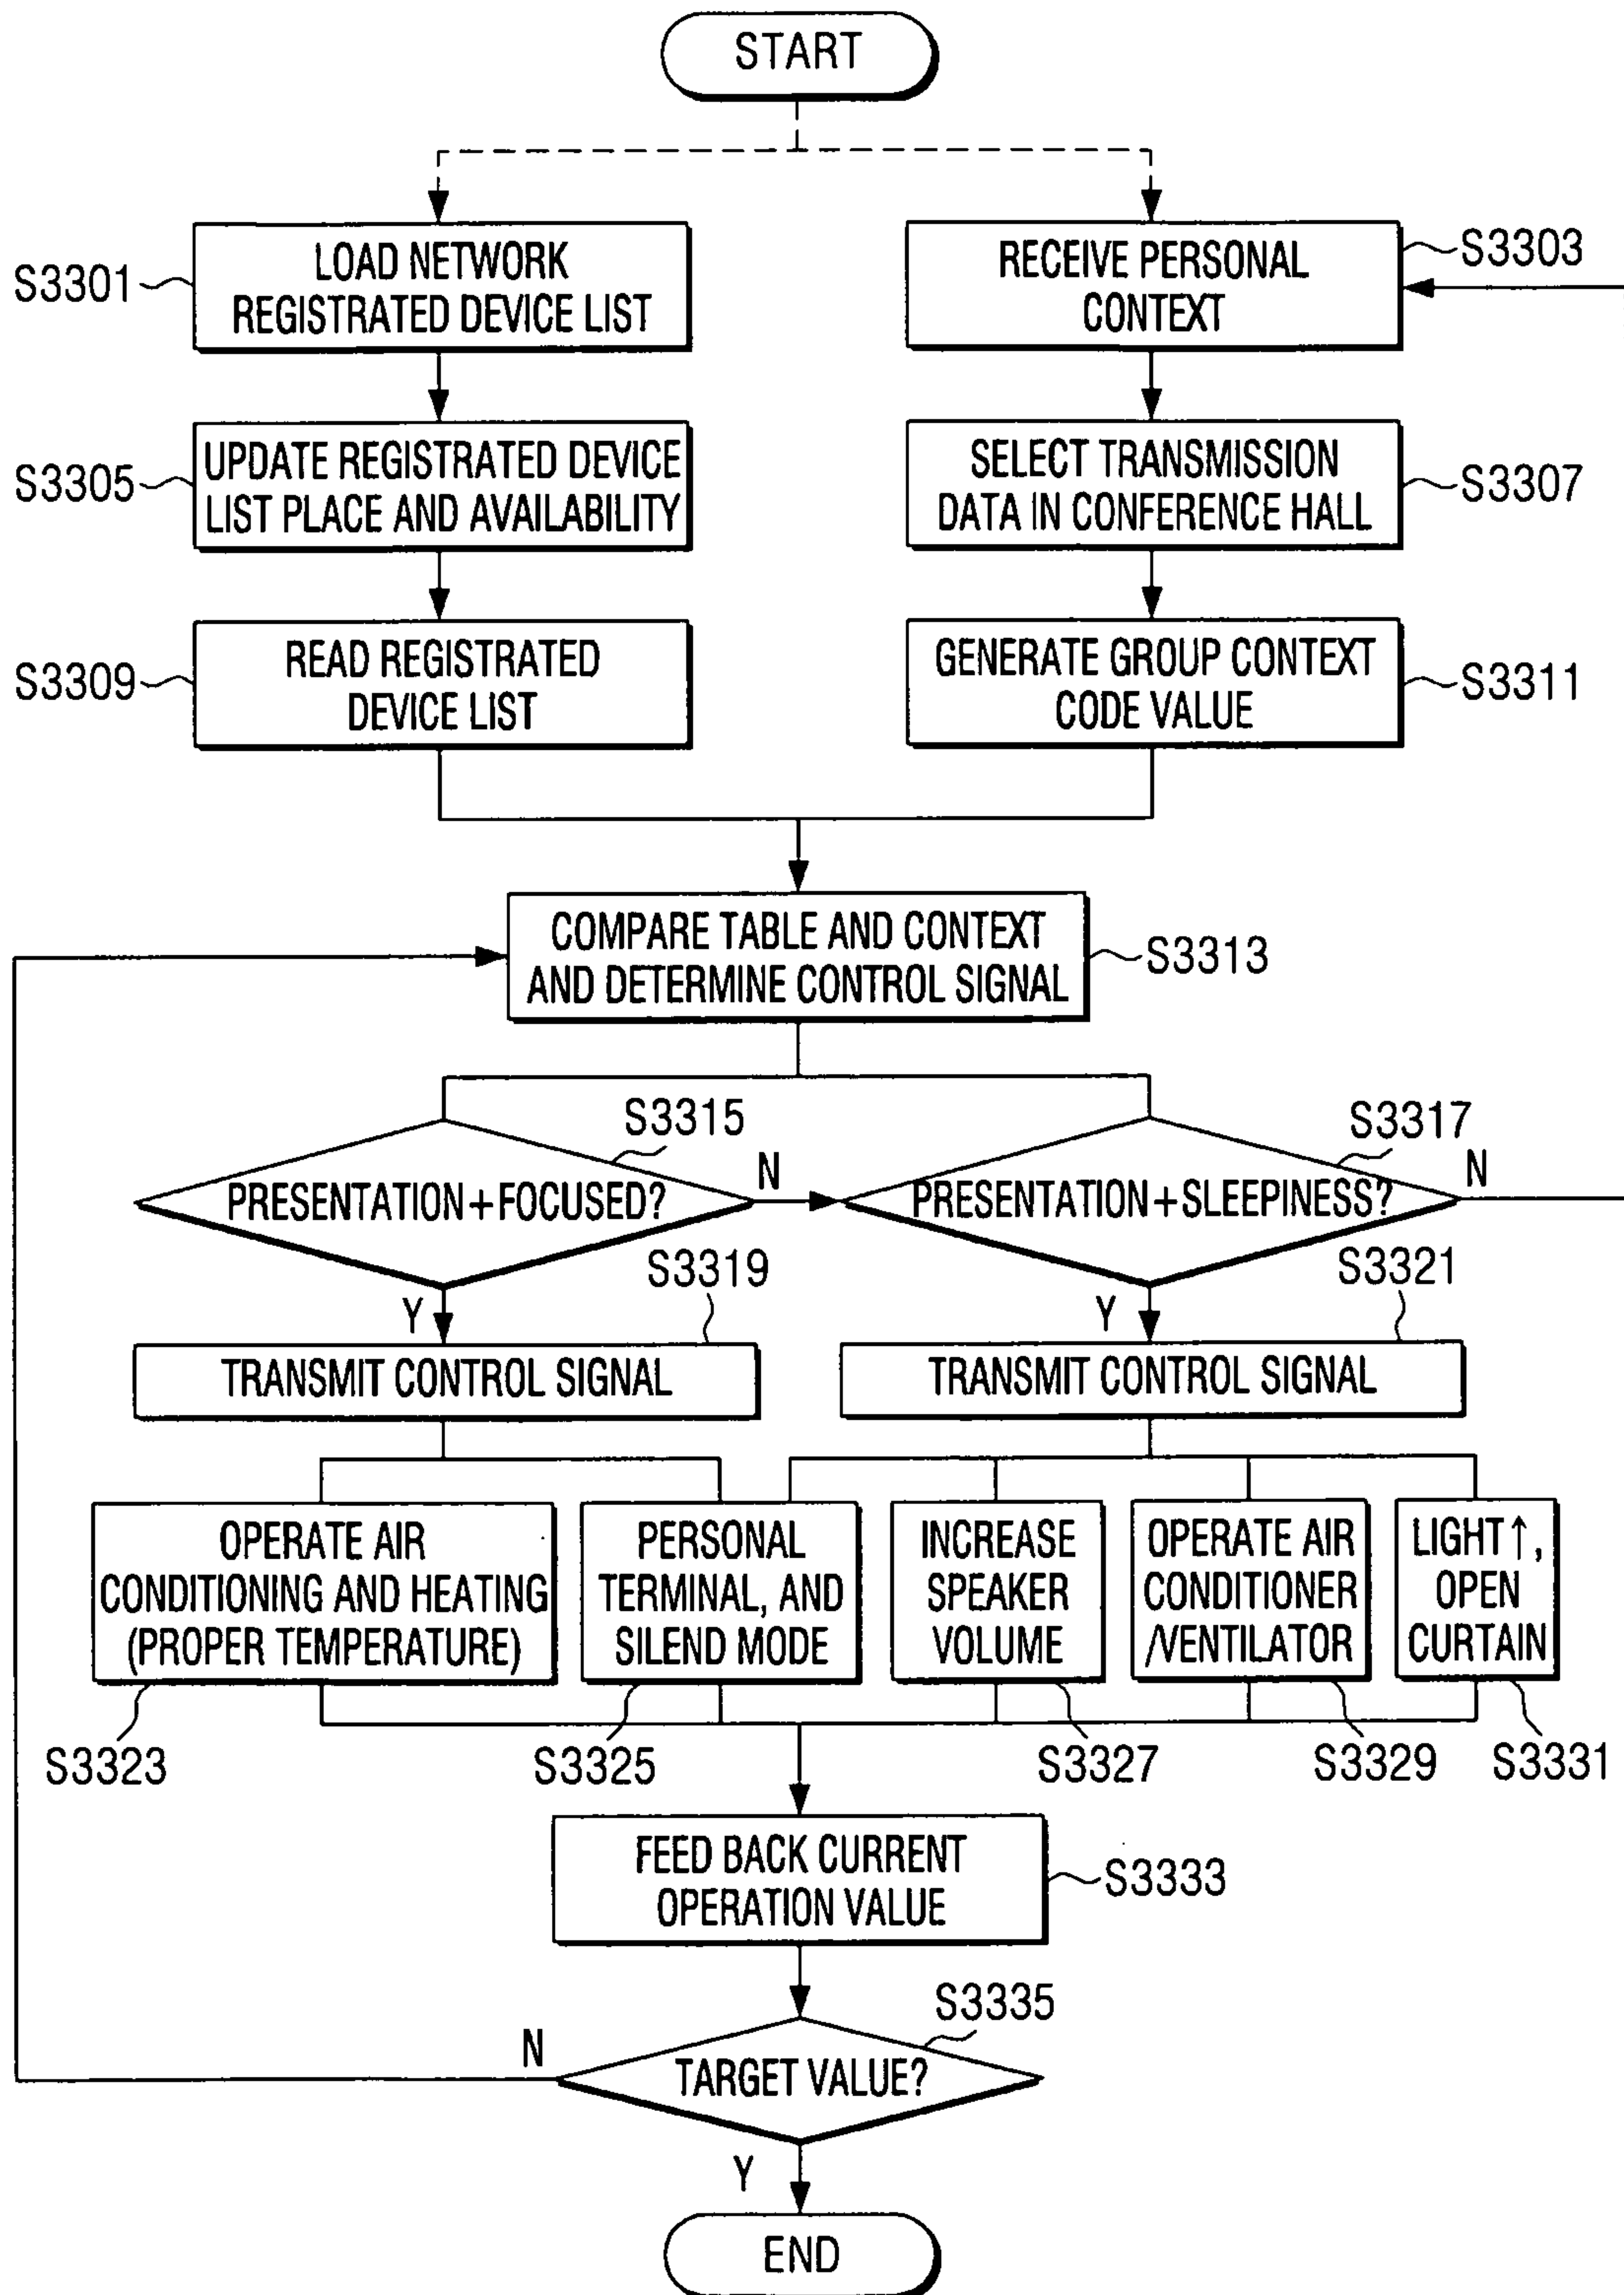 START
LOAD NETWORK
REGISTRATED DEVICE LIST
S3301
RECEIVE PERSONAL
CONTEXT
S3303
UPDATE REGISTRATED DEVICE
LIST PLACE AND AVAILABILITY
S3305
SELECT TRANSMISSION
DATA IN CONFERENCE HALL
S3307
READ REGISTRATED
DEVICE LIST
S3309
GENERATE GROUP CONTEXT
CODE VALUE
S3311
COMPARE TABLE AND CONTEXT
AND DETERMINE CONTROL SIGNAL
S3313
S3315
PRESENTATION+FOCUSED?
N
S3317
PRESENTATION+SLEEPINESS?
N
Y
S3319
TRANSMIT CONTROL SIGNAL
Y
S3321
TRANSMIT CONTROL SIGNAL
OPERATE AIR
CONDITIONING AND HEATING
(PROPER TEMPERATURE)
S3323
PERSONAL
TERMINAL, AND
SILEND MODE
S3325
INCREASE
SPEAKER
VOLUME
S3327
OPERATE AIR
CONDITIONER
/VENTILATOR
S3329
LIGHT↑,
OPEN
CURTAIN
S3331
FEED BACK CURRENT
OPERATION VALUE
S3333
S3335
TARGET VALUE?
N
Y
END